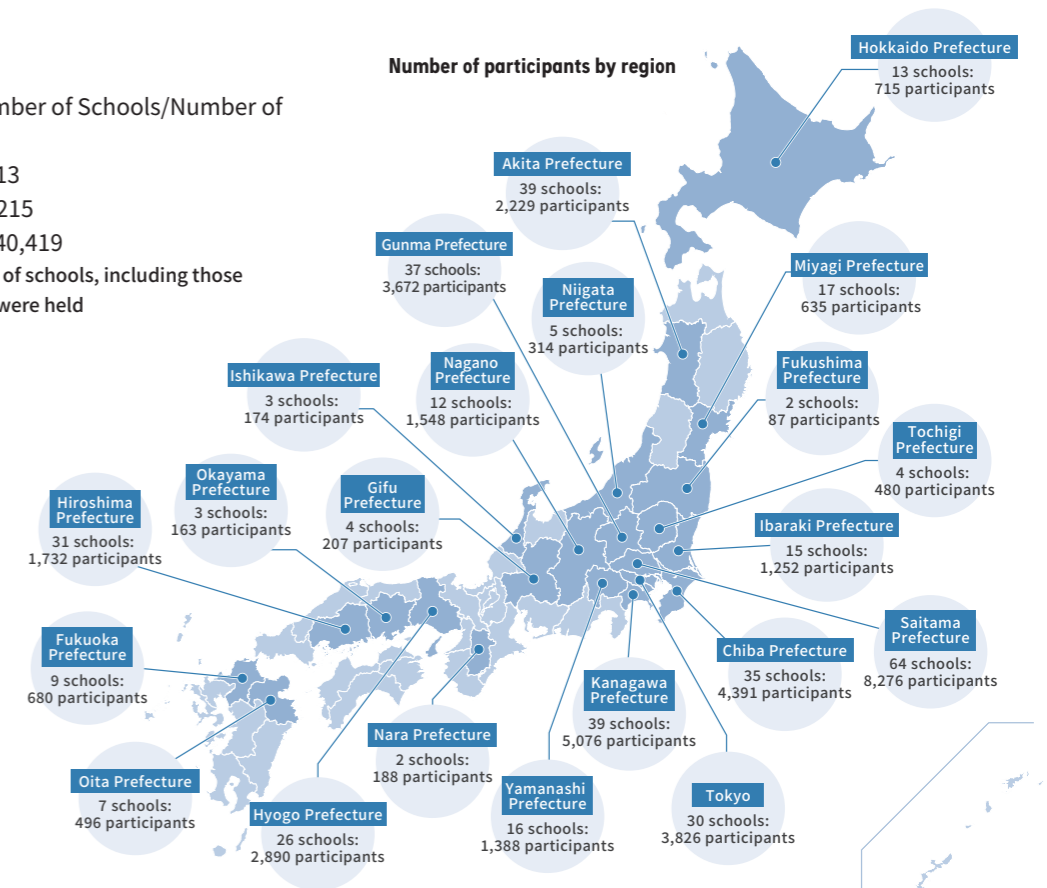 Number of participants by region
mber of Schools/Number of
13
215
40,419
of schools, including those
were held
Hokkaido Prefecture
13 schools:
715 participants
Akita Prefecture
39 schools:
2,229 participants
Gunma Prefecture
37 schools:
3,672 participants
Niigata
Prefecture
5 schools:
314 participants
Miyagi Prefecture
17 schools:
635 participants
Ishikawa Prefecture
3 schools:
174 participants
Nagano
Prefecture
12 schools:
1,548 participants
Fukushima
Prefecture
2 schools:
87 participants
Tochigi
Prefecture
4 schools:
480 participants
Hiroshima
Prefecture
31 schools:
1,732 participants
Okayama
Prefecture
3 schools:
163 participants
Gifu
Prefecture
4 schools:
207 participants
Ibaraki Prefecture
15 schools:
1,252 participants
Fukuoka
Prefecture
9 schools:
680 participants
Saitama
Prefecture
64 schools:
8,276 participants
Chiba Prefecture
35 schools:
4,391 participants
Kanagawa
Prefecture
39 schools:
5,076 participants
Nara Prefecture
2 schools:
188 participants
Oita Prefecture
7 schools:
496 participants
Hyogo Prefecture
26 schools:
2,890 participants
Yamanashi
Prefecture
16 schools:
1,388 participants
Tokyo
30 schools:
3,826 participants